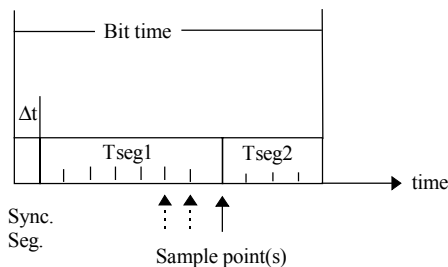 Bit time
Δt
Tseg1
Tseg2
time
Sync.
Seg.
Sample point(s)